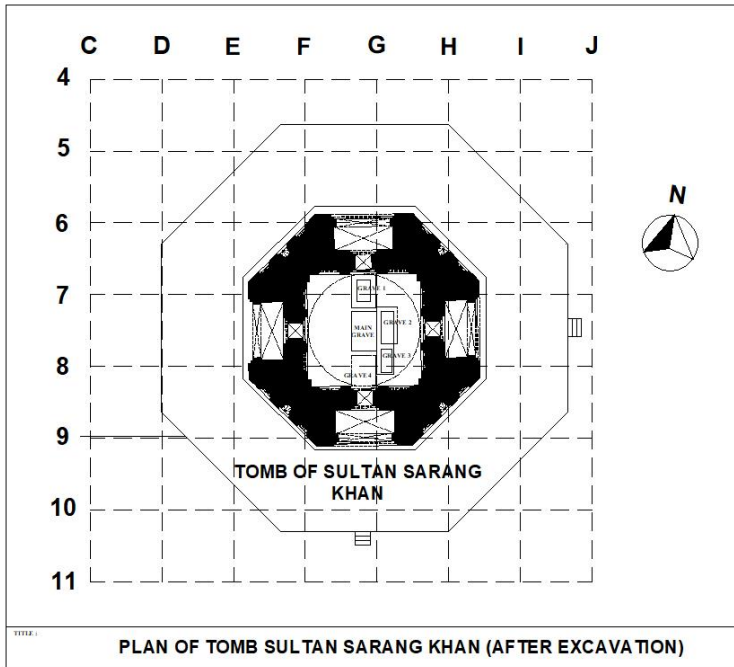 C D E F G H I J
4
5
6
N
7
GRAVE 1
MAIN
GRAVE
GRAVE 2
8
GRAVE 3
GRAVE 4
9
TOMB OF SULTAN SARANG
KHAN
10
11
TITLE :
PLAN OF TOMB SULTAN SARANG KHAN (AFTER EXCAVATION)